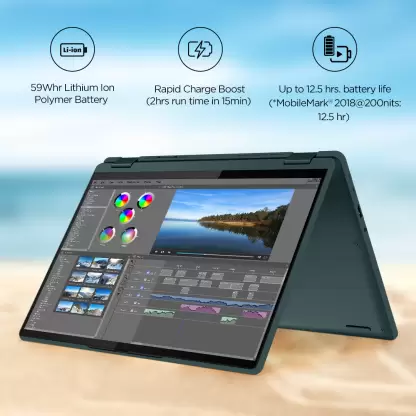 Li-ion
59Whr Lithium Ion
Polymer Battery
Rapid Charge Boost
(2hrs run time in 15min)
Up to 12.5 hrs. battery life
(*MobileMark® 2018@200nits:
12.5 hr)